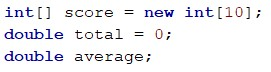 int[] score = new int[10];
double total = 0;
double average;